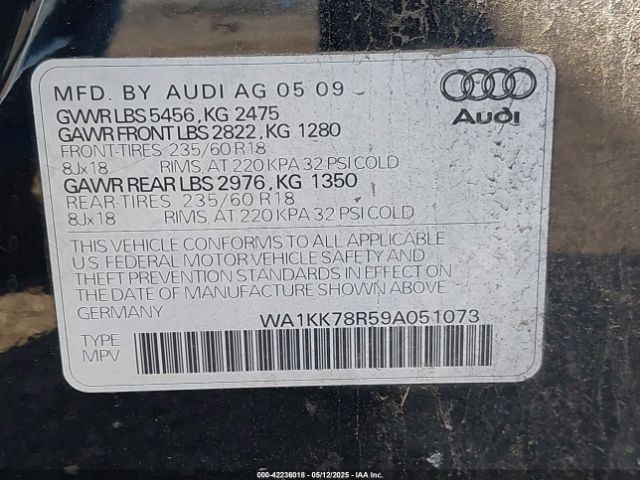 MFD. BY AUDI AG 05 09
GVWR LBS 5456, KG 2475
GAWR FRONT LBS 2822, KG 1280
FRONT-TIRES 235/60 R18
8Jx18 RIMS, AT 220 KPA 32 PSI COLD
GAWR REAR LBS 2976, KG 1350
REAR-TIRES 235/60 R18
8Jx18 RIMS, AT 220 KPA 32 PSI COLD
Audi
THIS VEHICLE CONFORMS TO ALL APPLICABLE
U.S FEDERAL MOTOR VEHICLE SAFETY AND
THEFT PREVENTION STANDARDS IN EFFECT ON
THE DATE OF MANUFACTURE SHOWN ABOVE
GERMANY WA1KK78R59A051073
TYPE
MPV
000-42236018 - 05/12/2025 - IAA Inc.